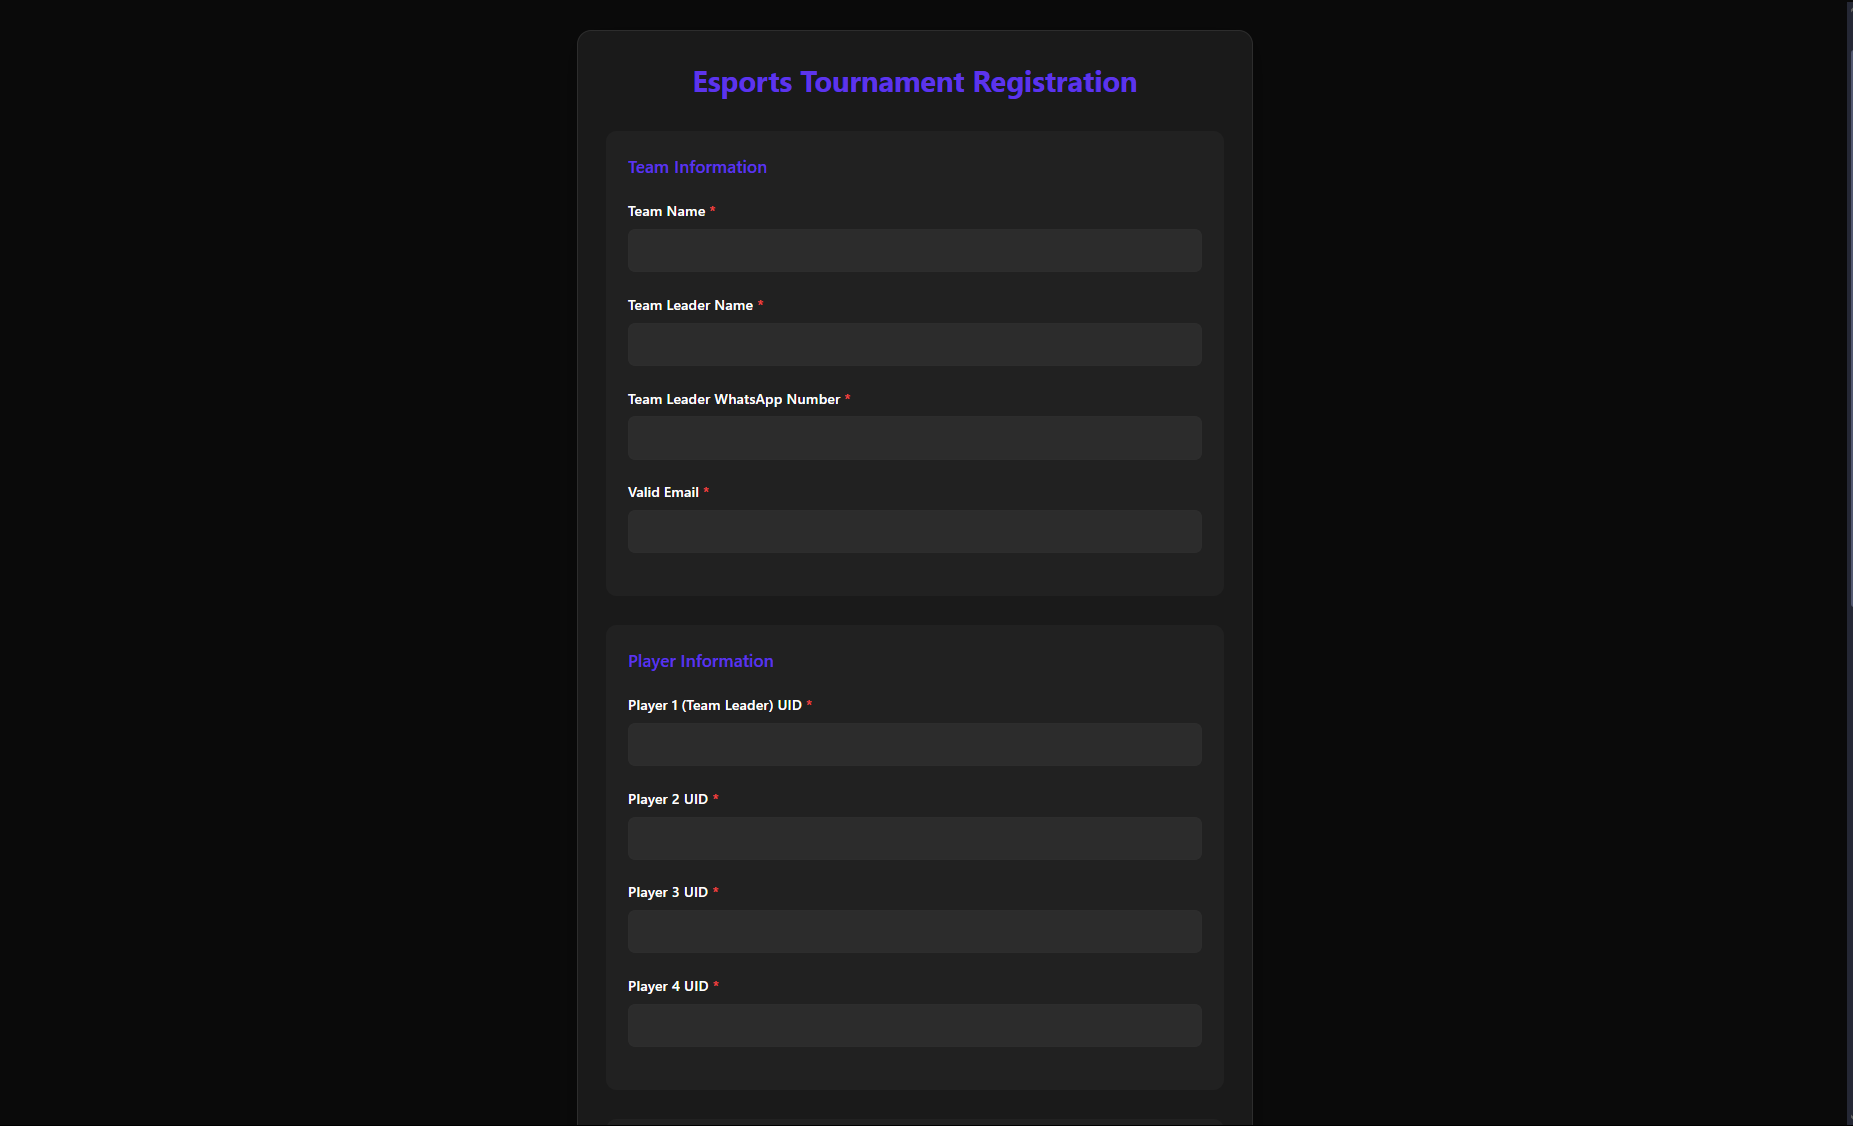 Esports Tournament Registration
Team Information
Team Name *
Team Leader Name *
Team Leader WhatsApp Number *
Valid Email *
Player Information
Player 1 (Team Leader) UID *
Player 2 UID *
Player 3 UID *
Player 4 UID *